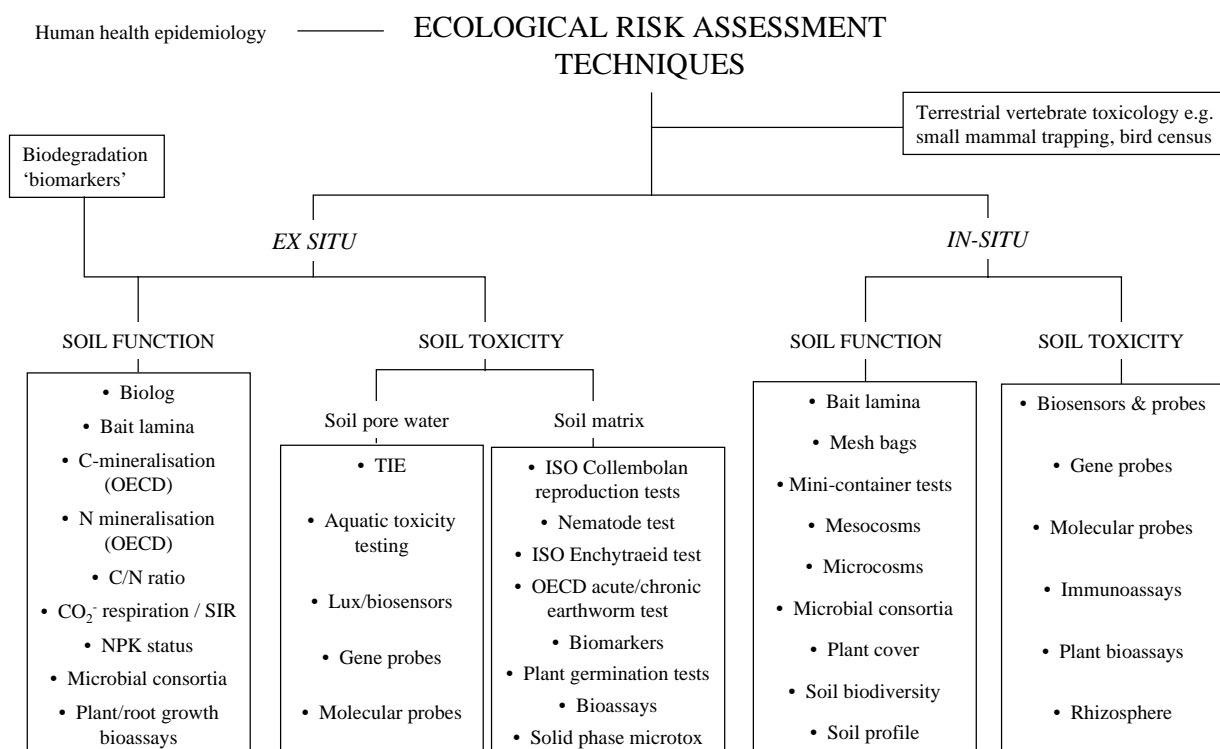 Human health epidemiology
ECOLOGICAL RISK ASSESSMENT
TECHNIQUES
Terrestrial vertebrate toxicology e.g.
small mammal trapping, bird census
Biodegradation
‘biomarkers’
EX SITU
IN-SITU
SOIL FUNCTION
SOIL TOXICITY
SOIL FUNCTION
SOIL TOXICITY
• Biolog
• Bait lamina
• C-mineralisation
(OECD)
• N mineralisation
(OECD)
• C/N ratio
• CO₂⁻ respiration / SIR
• NPK status
• Microbial consortia
• Plant/root growth
bioassays
Soil pore water
• TIE
• Aquatic toxicity
testing
• Lux/biosensors
• Gene probes
• Molecular probes
Soil matrix
• ISO Collembolan
reproduction tests
• Nematode test
• ISO Enchytraeid test
• OECD acute/chronic
earthworm test
• Biomarkers
• Plant germination tests
• Bioassays
• Solid phase microtox
• Bait lamina
• Mesh bags
• Mini-container tests
• Mesocosms
• Microcosms
• Microbial consortia
• Plant cover
• Soil biodiversity
• Soil profile
• Biosensors & probes
• Gene probes
• Molecular probes
• Immunoassays
• Plant bioassays
• Rhizosphere